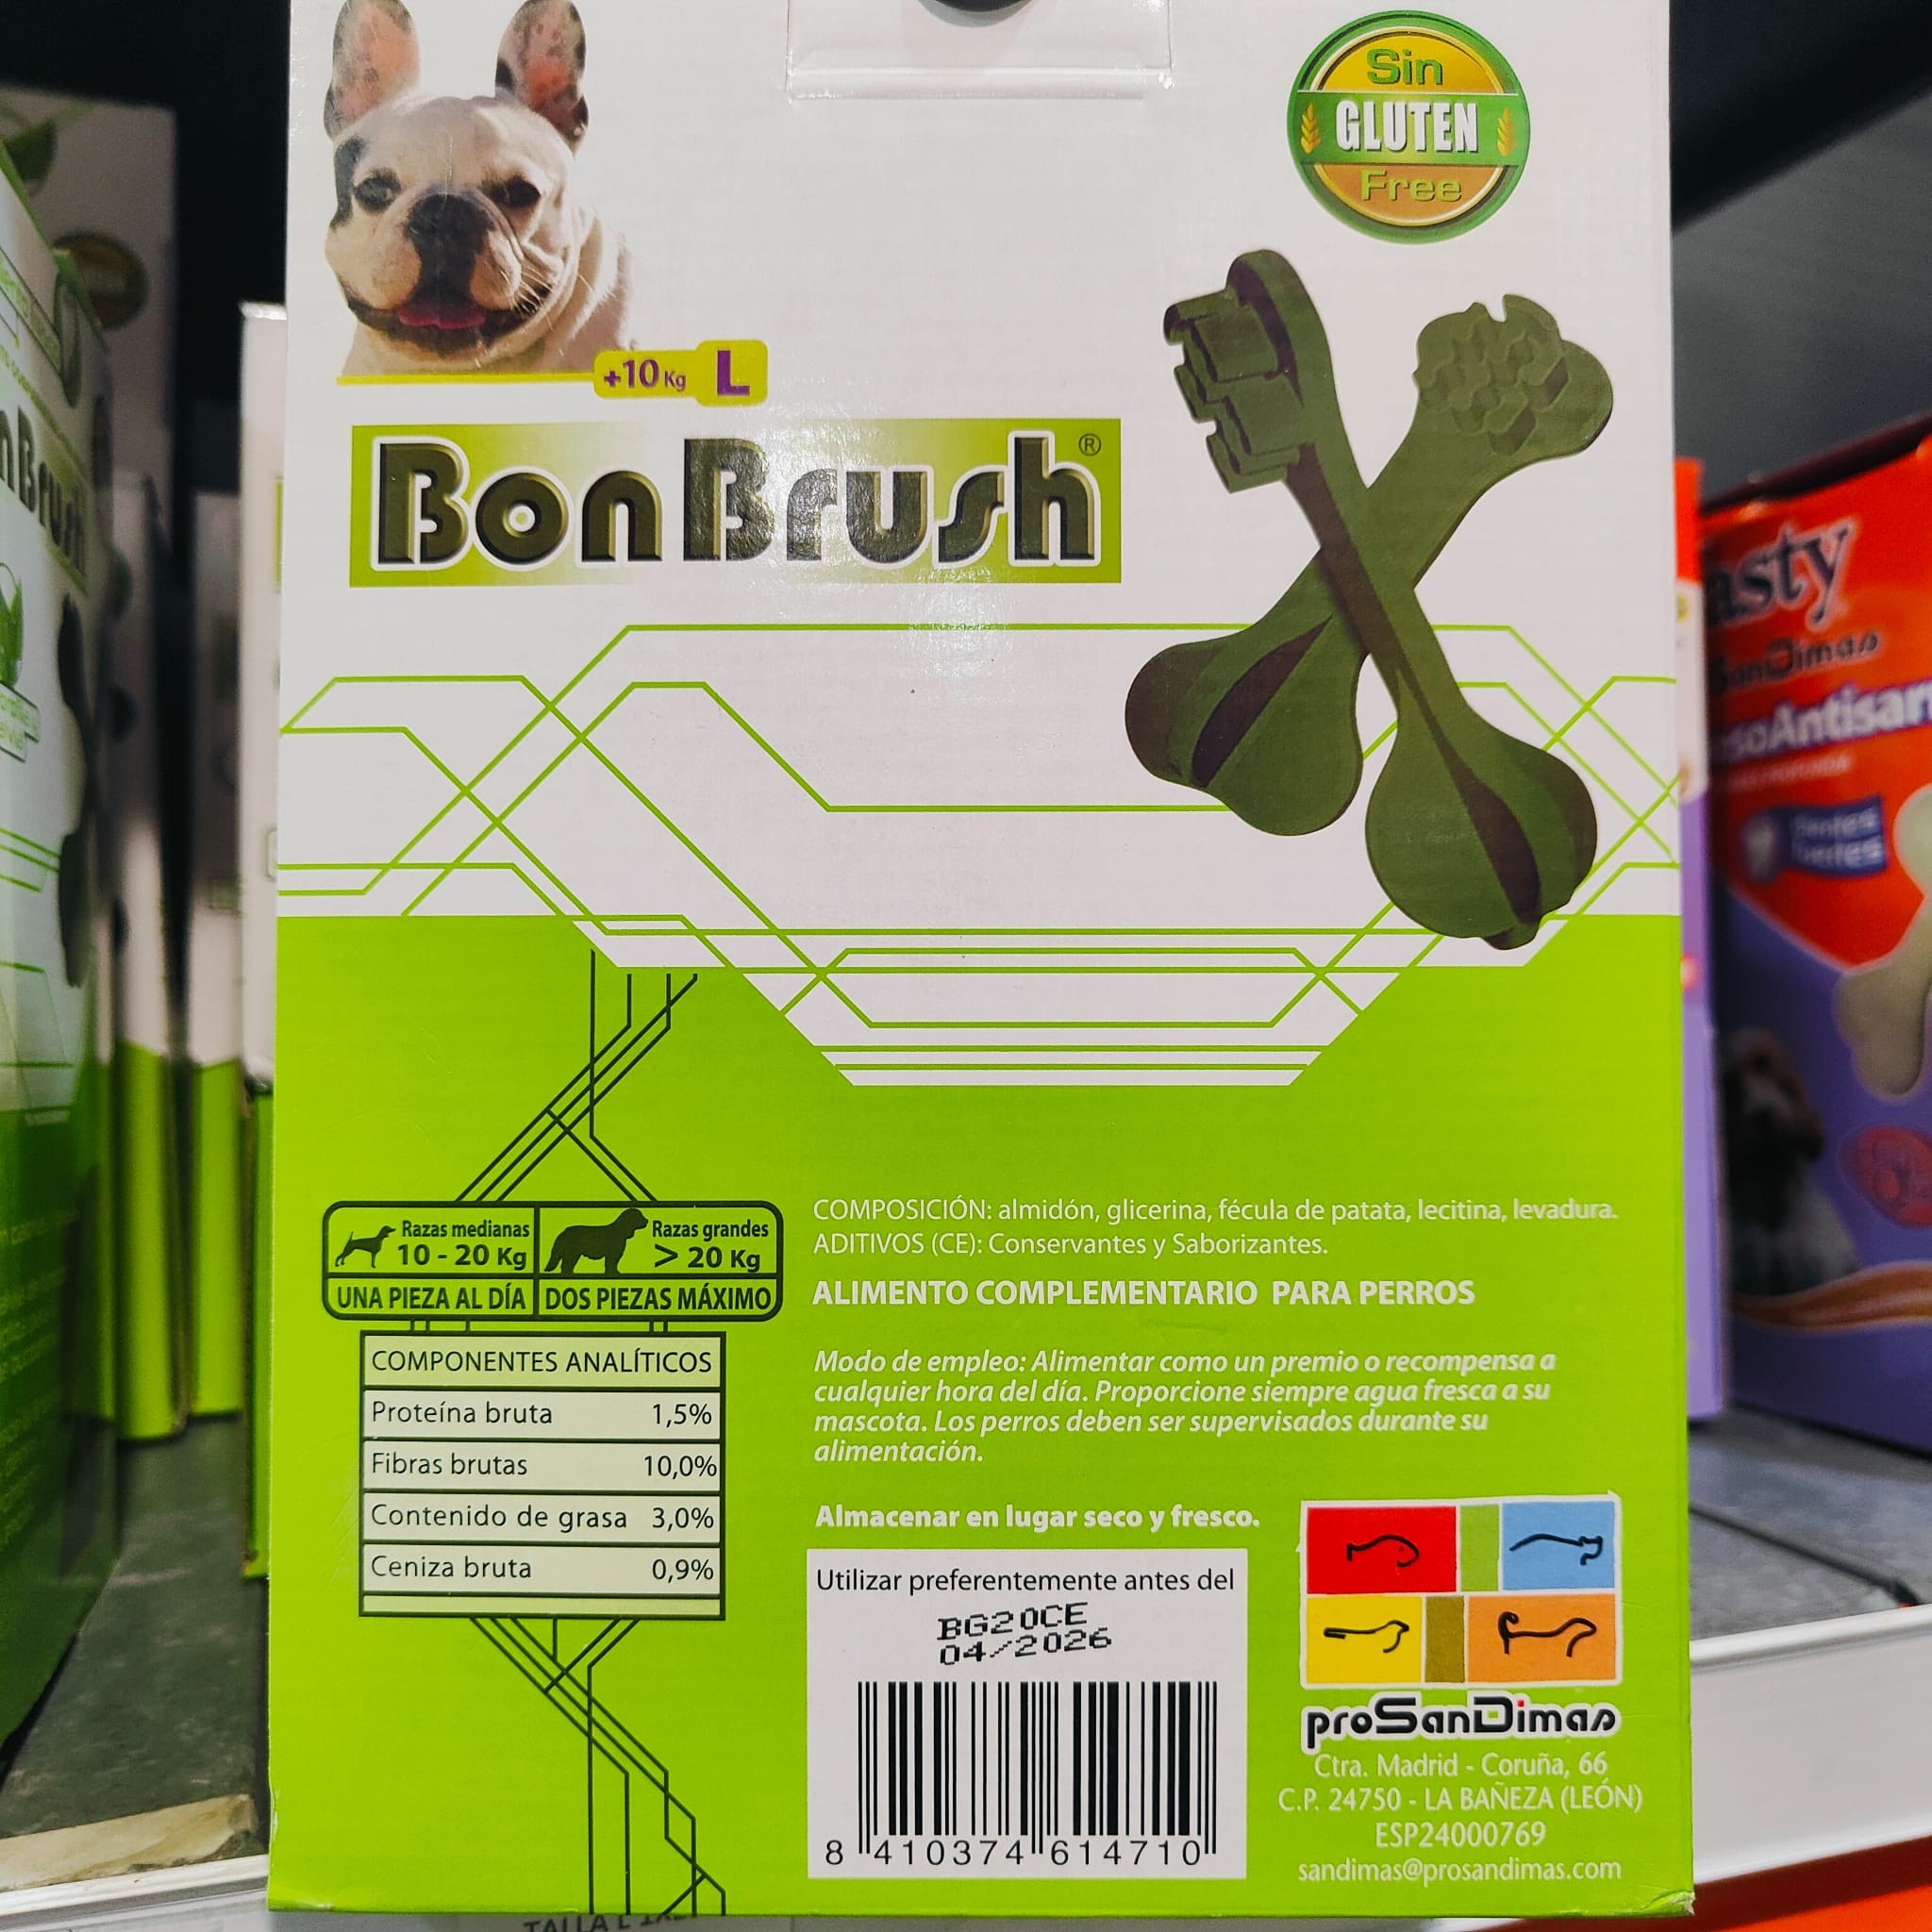 Sin
GLUTEN
Free
+10 Kg L
BonBrush®
Razas medianas
10 - 20 Kg
UNA PIEZA AL DÍA
Razas grandes
> 20 Kg
DOS PIEZAS MÁXIMO
COMPONENTES ANALÍTICOS
Proteína bruta 1,5%
Fibras brutas 10,0%
Contenido de grasa 3,0%
Ceniza bruta 0,9%
COMPOSICIÓN: almidón, glicerina, fécula de patata, lecitina, levadura.
ADITIVOS (CE): Conservantes y Saborizantes.
ALIMENTO COMPLEMENTARIO PARA PERROS
Modo de empleo: Alimentar como un premio o recompensa a
cualquier hora del día. Proporcione siempre agua fresca a su
mascota. Los perros deben ser supervisados durante su
alimentación.
Almacenar en lugar seco y fresco.
Utilizar preferentemente antes del
BG20CE
04/2026
8 410374 614710
proSanDimas
Ctra. Madrid - Coruña, 66
C.P. 24750 - LA BAÑEZA (LEÓN)
ESP24000769
sandimas@prosandimas.com
asty
SanDimas
soAntisar
dientes
fuertes
nBrush
TALLA L